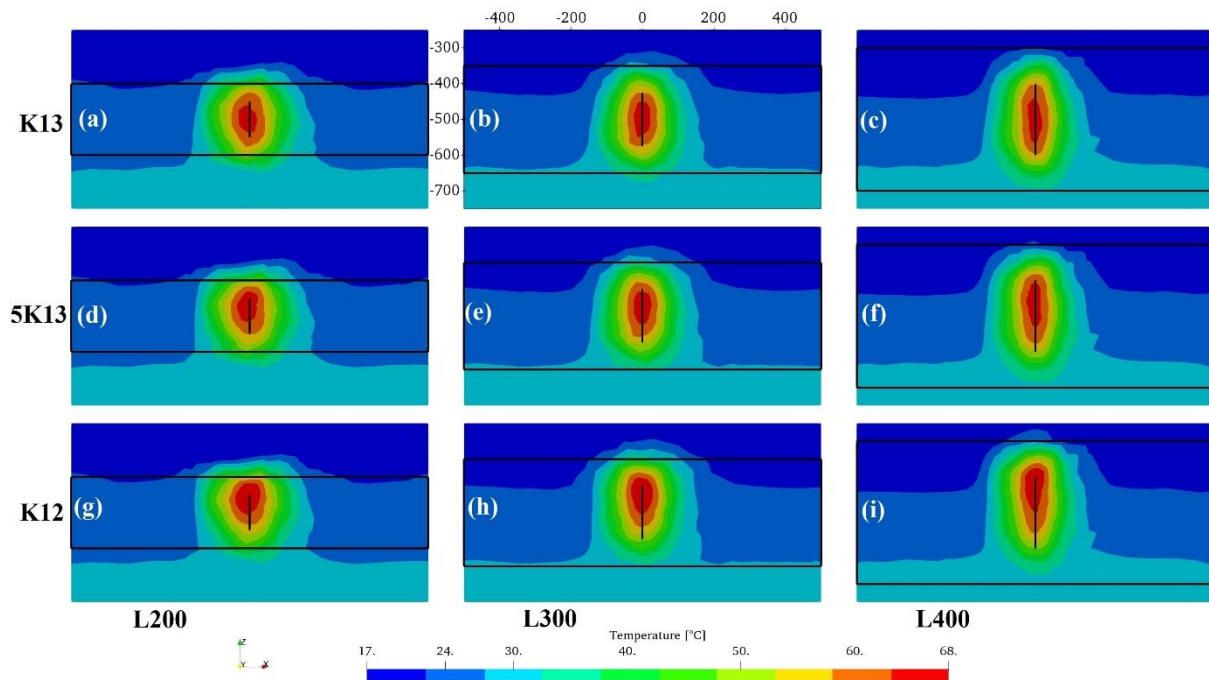 -400 -200 0 200 400
-300
-400
K13 (a) -500 (b) (c)
-600
-700
5K13 (d) (e) (f)
K12 (g) (h) (i)
L200 L300 L400
Temperature [°C]
17. 24. 30. 40. 50. 60. 68.
Z
Y X